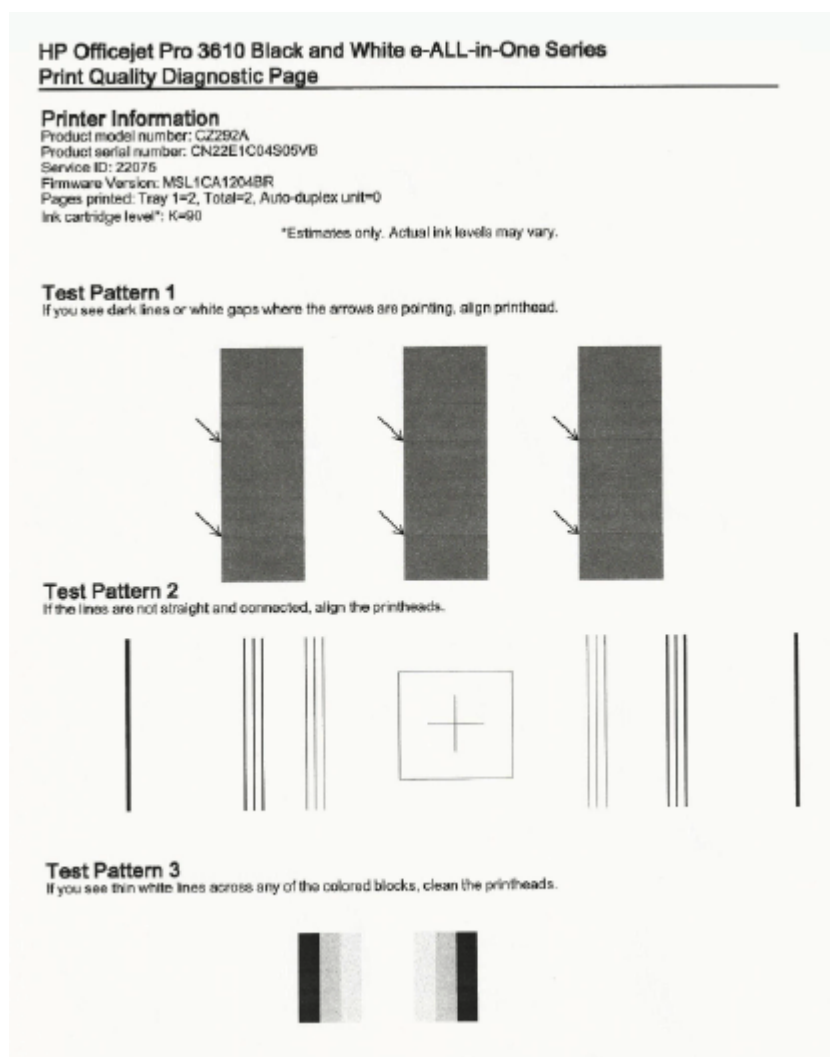 HP Officejet Pro 3610 Black and White e-ALL-in-One Series
Print Quality Diagnostic Page
Printer Information
Product model number: CZ292A
Product serial number: CN22E1C04S05VB
Service ID: 22075
Firmware Version: MSL1CA1204BR
Pages printed: Tray 1=2, Total=2, Auto-duplex unit=0
Ink cartridge level*: K=90
*Estimates only. Actual ink levels may vary.
Test Pattern 1
If you see dark lines or white gaps where the arrows are pointing, align printhead.
Test Pattern 2
If the lines are not straight and connected, align the printheads.
Test Pattern 3
If you see thin white lines across any of the colored blocks, clean the printheads.